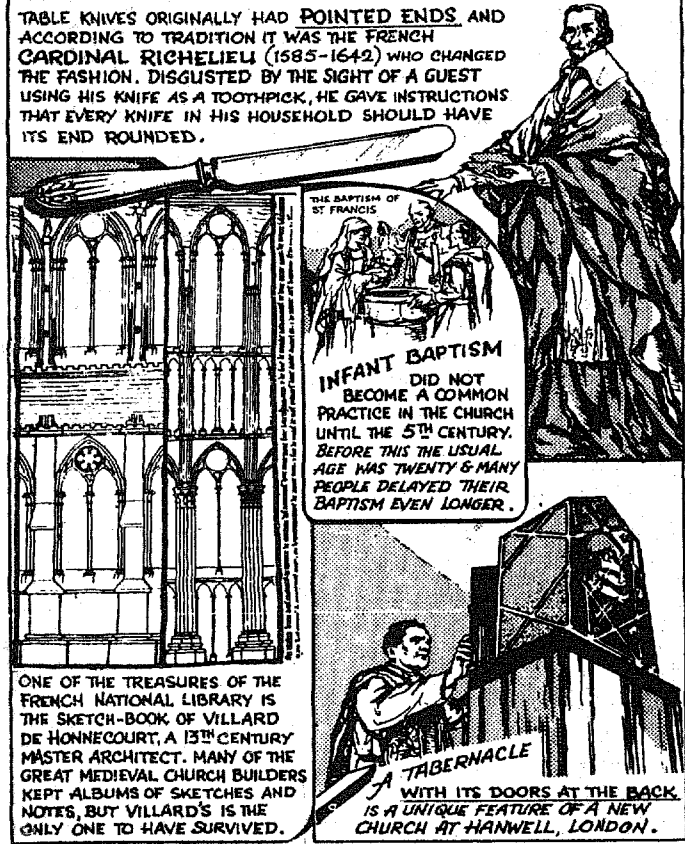 TABLE KNIVES ORIGINALLY HAD POINTED ENDS AND
ACCORDING TO TRADITION IT WAS THE FRENCH
CARDINAL RICHELIEU (1585-1642) WHO CHANGED
THE FASHION. DISGUSTED BY THE SIGHT OF A GUEST
USING HIS KNIFE AS A TOOTHPICK, HE GAVE INSTRUCTIONS
THAT EVERY KNIFE IN HIS HOUSEHOLD SHOULD HAVE
ITS END ROUNDED.
THE BAPTISM OF
ST FRANCIS
INFANT BAPTISM
DID NOT
BECOME A COMMON
PRACTICE IN THE CHURCH
UNTIL THE 5TH CENTURY.
BEFORE THIS THE USUAL
AGE WAS TWENTY & MANY
PEOPLE DELAYED THEIR
BAPTISM EVEN LONGER.
ONE OF THE TREASURES OF THE
FRENCH NATIONAL LIBRARY IS
THE SKETCH-BOOK OF VILLARD
DE HONNECOURT, A 13TH CENTURY
MASTER ARCHITECT. MANY OF THE
GREAT MEDIEVAL CHURCH BUILDERS
KEPT ALBUMS OF SKETCHES AND
NOTES, BUT VILLARD'S IS THE
ONLY ONE TO HAVE SURVIVED.
A TABERNACLE
WITH ITS DOORS AT THE BACK
IS A UNIQUE FEATURE OF A NEW
CHURCH AT HANWELL, LONDON.